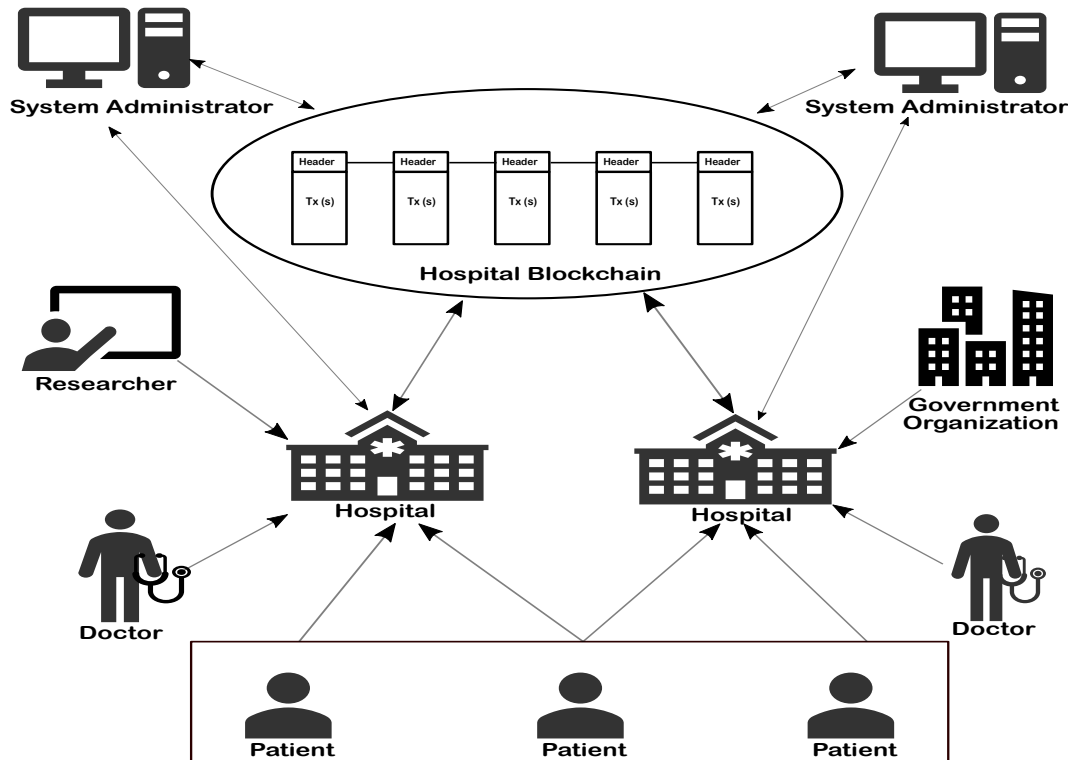 System Administrator
System Administrator
Header
Header
Header
Header
Header
Tx (s)
Tx (s)
Tx (s)
Tx (s)
Tx (s)
Hospital Blockchain
Researcher
Government
Organization
Hospital
Hospital
Doctor
Doctor
Patient
Patient
Patient